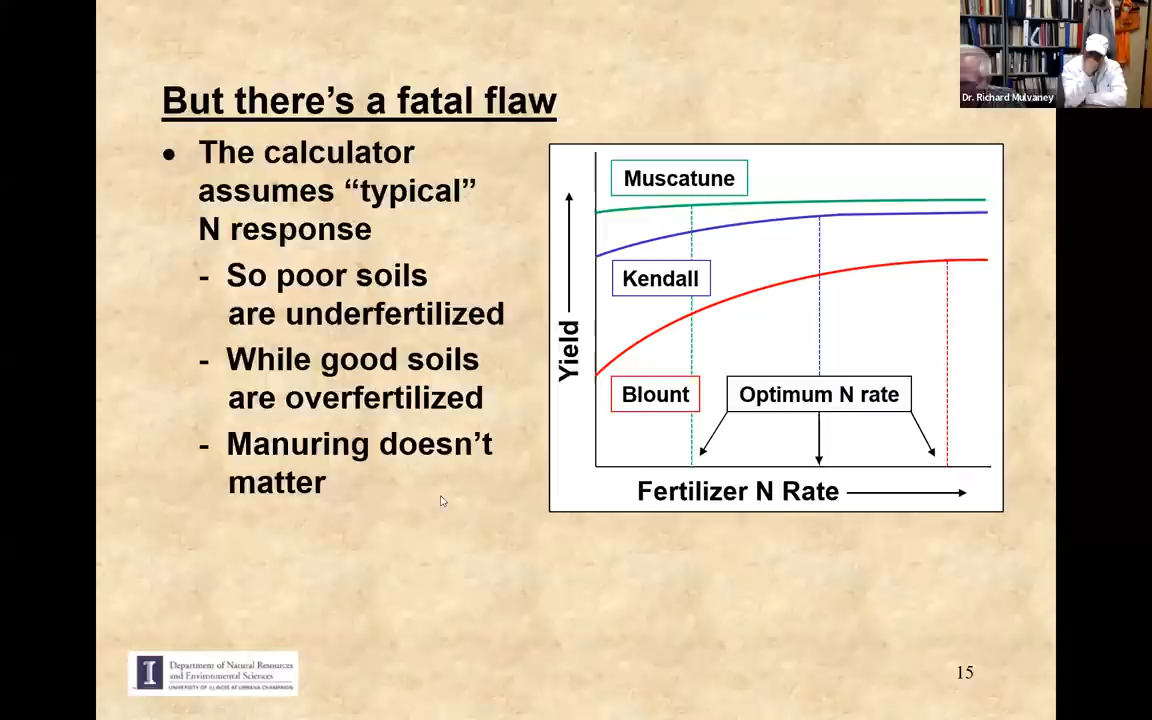 Dr. Richard Mulvaney
But there's a fatal flaw
• The calculator
assumes “typical”
N response
- So poor soils
are underfertilized
- While good soils
are overfertilized
- Manuring doesn't
matter
Muscatune
Kendall
Blount
Optimum N rate
Yield
Fertilizer N Rate
I
Department of Natural Resources
and Environmental Sciences
UNIVERSITY OF ILLINOIS AT URBANA-CHAMPAIGN
15